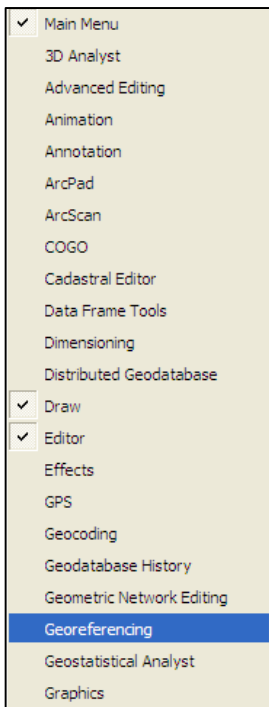 Main Menu
3D Analyst
Advanced Editing
Animation
Annotation
ArcPad
ArcScan
COGO
Cadastral Editor
Data Frame Tools
Dimensioning
Distributed Geodatabase
Draw
Editor
Effects
GPS
Geocoding
Geodatabase History
Geometric Network Editing
Georeferencing
Geostatistical Analyst
Graphics